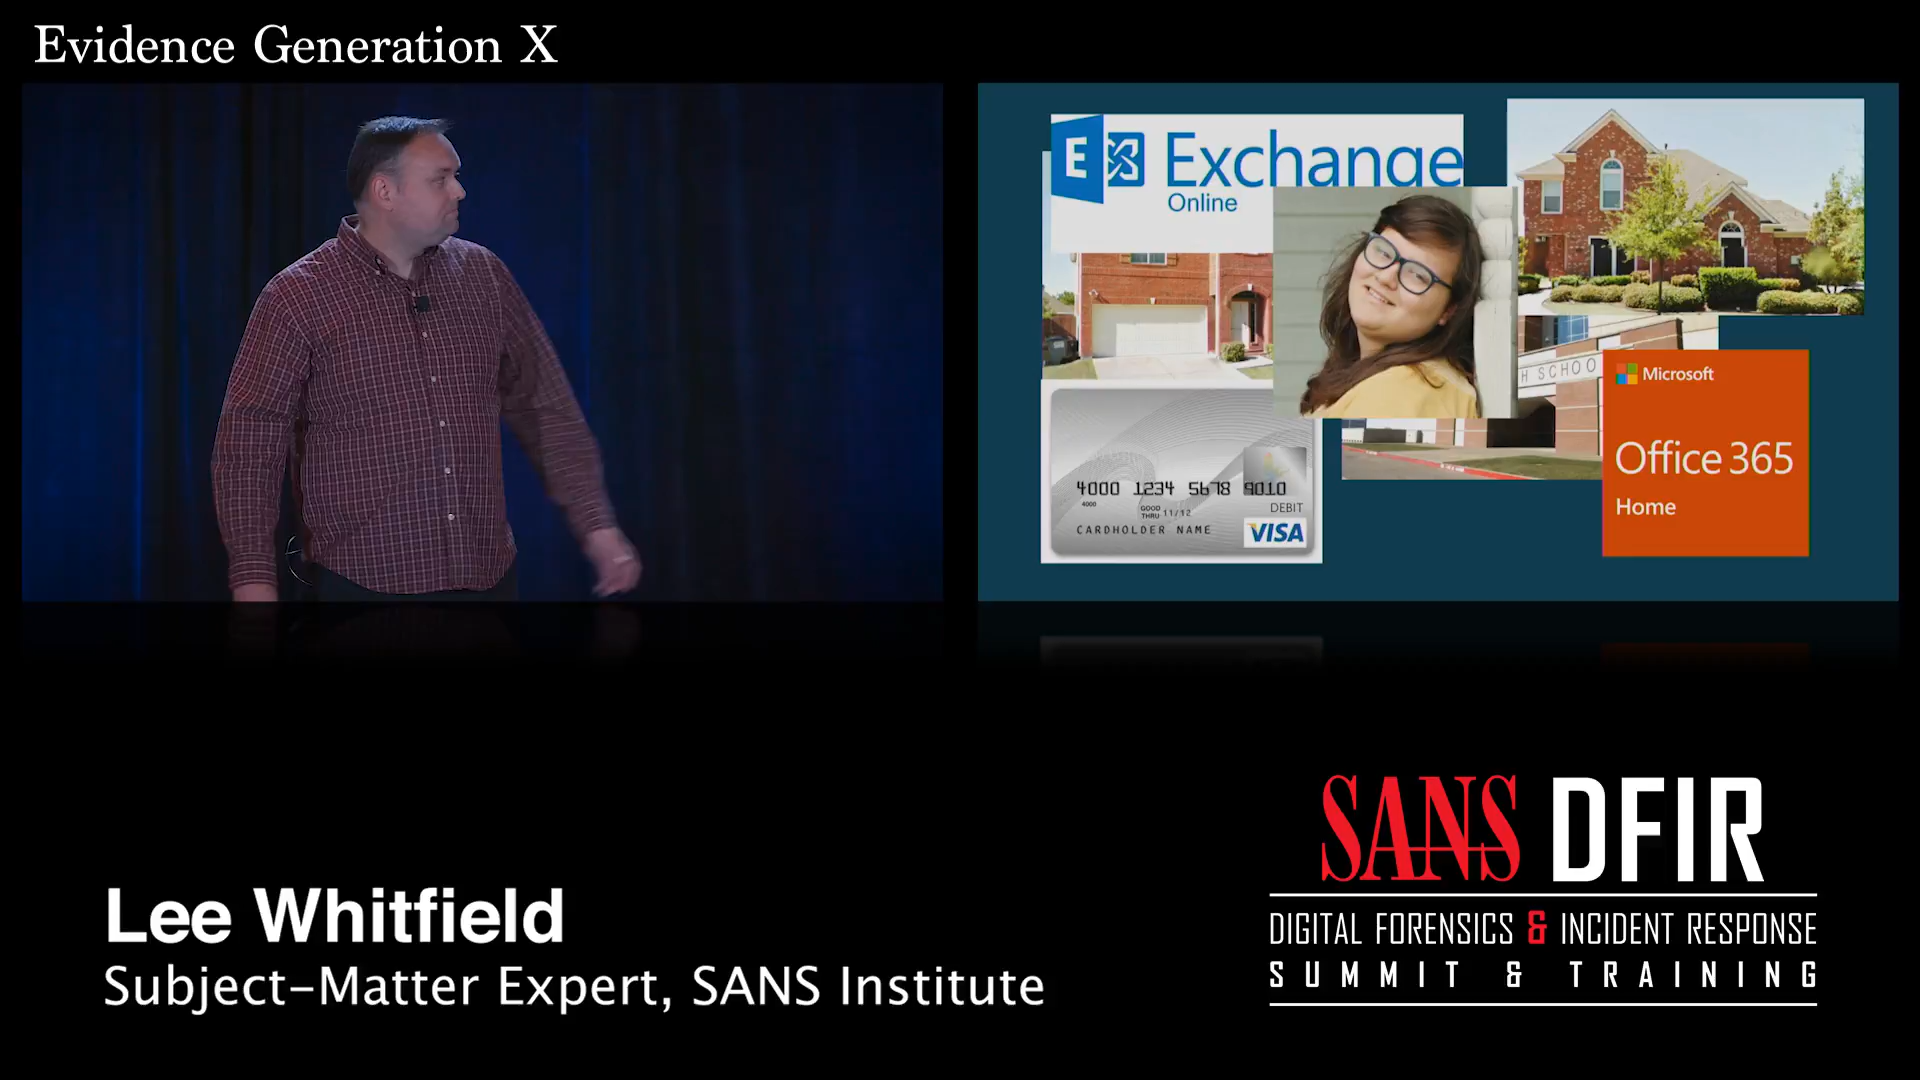 Evidence Generation X
E
Exchange
Online
H SCHOO
4000 1234 5678 9010
4000
GOOD
THRU 11/12
DEBIT
CARDHOLDER NAME
VISA
Microsoft
Office 365
Home
Lee Whitfield
Subject-Matter Expert, SANS Institute
SANS DFIR
DIGITAL FORENSICS & INCIDENT RESPONSE
SUMMIT & TRAINING